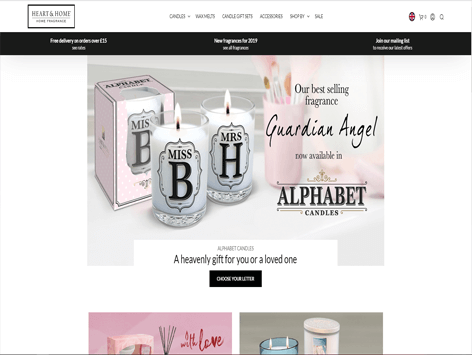 HEART & HOME
HOME FRAGRANCE
CANDLES
WAX MELTS
CANDLE GIFT SETS
ACCESSORIES
SHOP BY
SALE
0
Free delivery on orders over £15
see rates
New fragrances for 2019
see all fragrances
Join our mailing list
to receive our latest offers
ALPHABET
MISS
B
MISS
B
MRS
H
Our best selling
fragrance
Guardian Angel
now available in
ALPHABET
CANDLES
ALPHABET CANDLES
A heavenly gift for you or a loved one
CHOOSE YOUR LETTER
with love